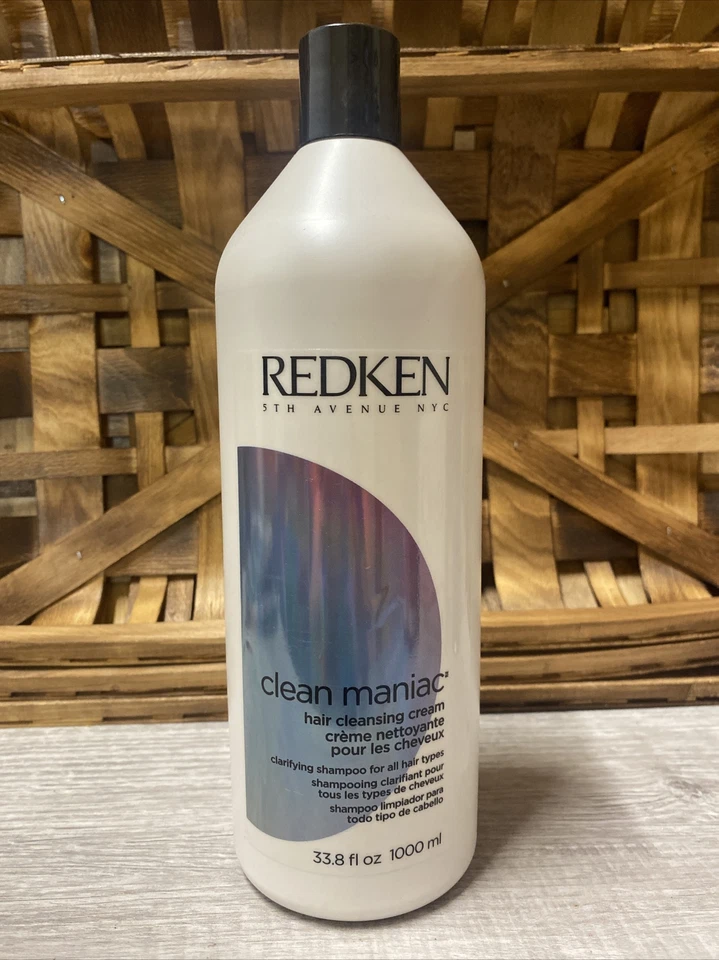 REDKEN
5TH AVENUE NYC
clean maniac
hair cleansing cream
crème nettoyante
pour les cheveux
clarifying shampoo for all hair types
shampooing clarifiant pour
tous les types de cheveux
shampoo limpiador para
todo tipo de cabello
33.8 fl oz 1000 ml